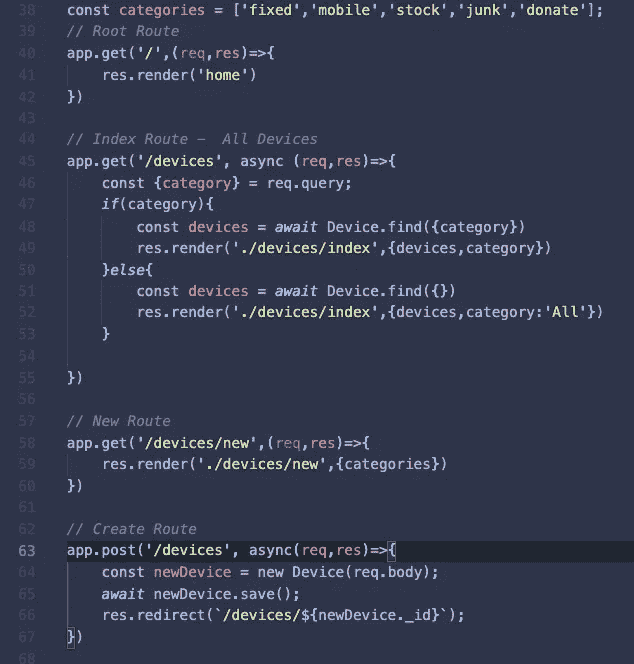 38 const categories = ['fixed','mobile','stock','junk','donate'];
39 // Root Route
40 app.get('/',(req,res)=>{
41     res.render('home')
42 })
43
44 // Index Route –  All Devices
45 app.get('/devices', async (req,res)=>{
46     const {category} = req.query;
47     if(category){
48         const devices = await Device.find({category})
49         res.render('./devices/index',{devices,category})
50     }else{
51         const devices = await Device.find({})
52         res.render('./devices/index',{devices,category:'All'})
53     }
54
55 })
56
57 // New Route
58 app.get('/devices/new',(req,res)=>{
59     res.render('./devices/new',{categories})
60 })
61
62 // Create Route
63 app.post('/devices', async(req,res)=>{
64     const newDevice = new Device(req.body);
65     await newDevice.save();
66     res.redirect(`/devices/${newDevice._id}`);
67 })
68